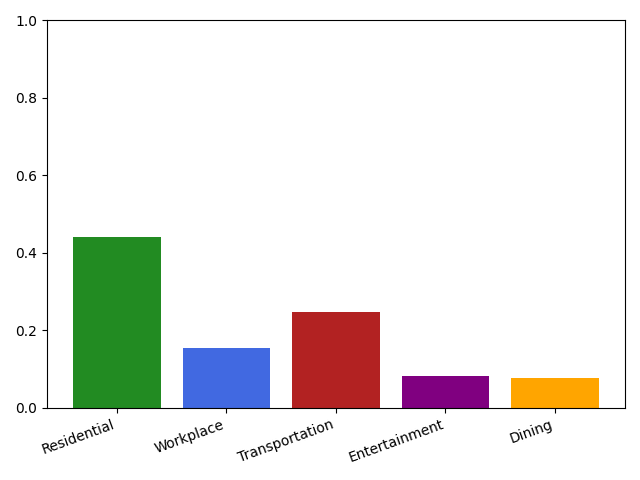 1.0
0.8
0.6
0.4
0.2
0.0
Residential
Workplace
Transportation
Entertainment
Dining